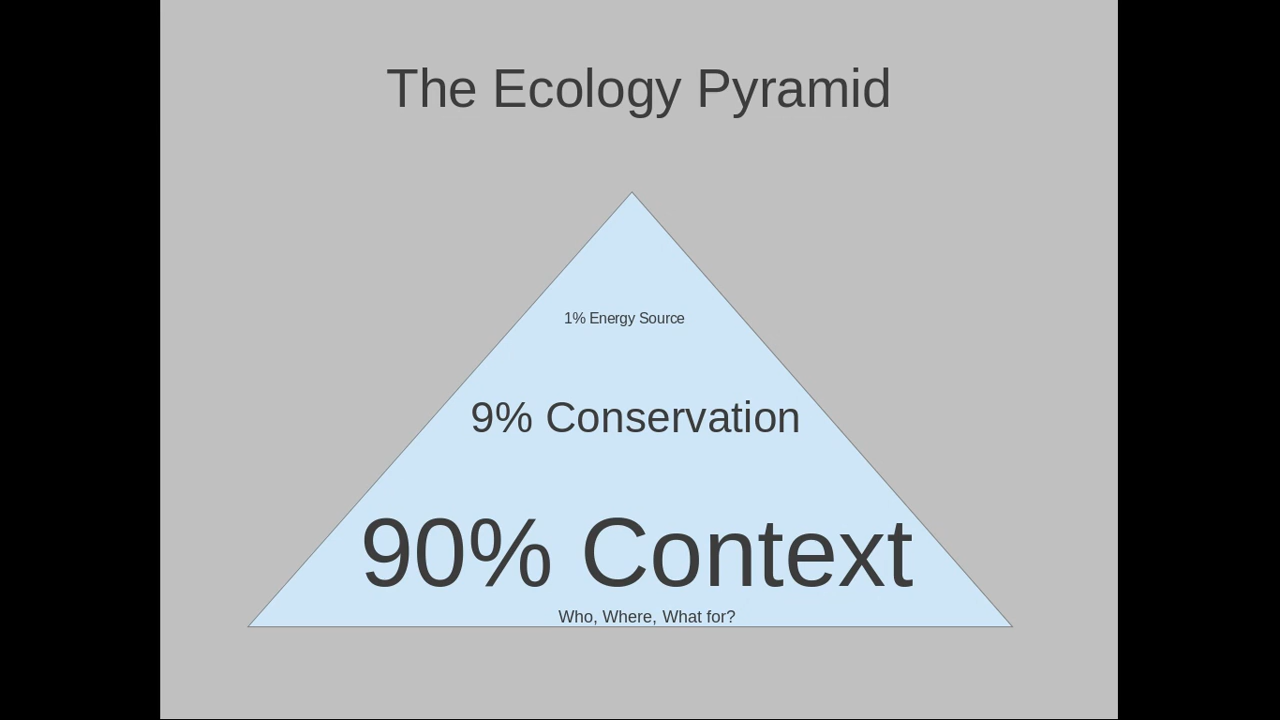 The Ecology Pyramid
1% Energy Source
9% Conservation
90% Context
Who, Where, What for?